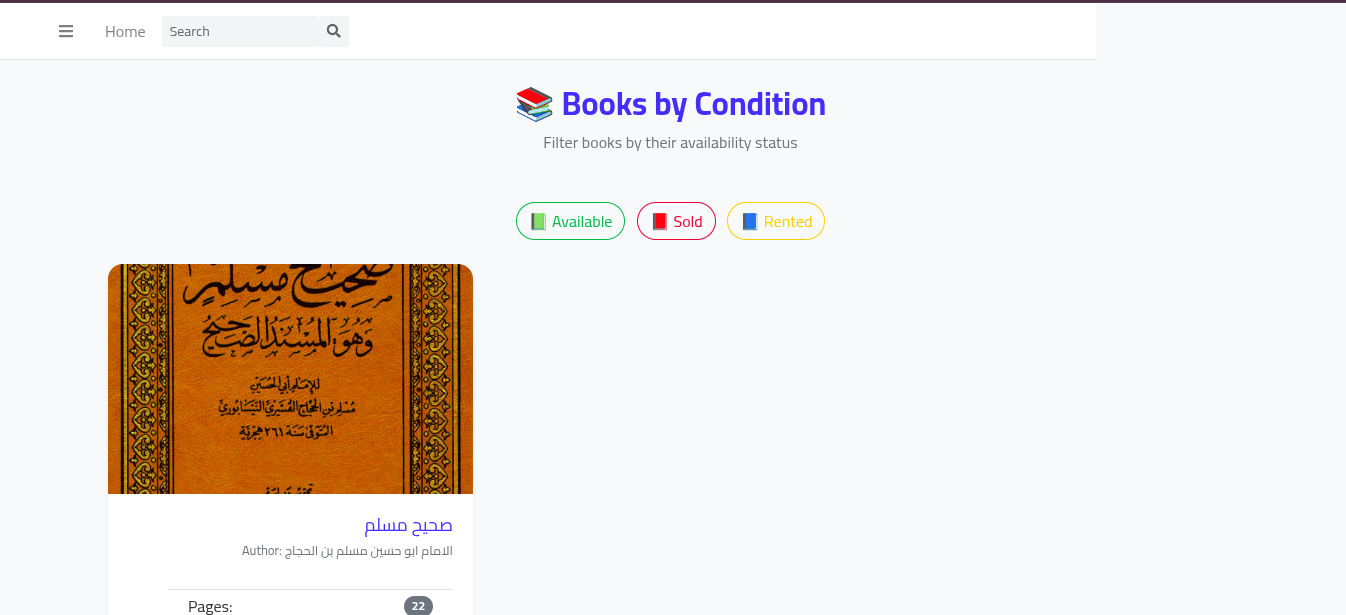 Home
Search
Books by Condition
Filter books by their availability status
Available
Sold
Rented
صحيح مسلم
وهو المسند الصحيح
للإمام أبي الحسين
مسلم بن الحجاج القشيري النيسابوري
المتوفى سنة ٢٦١ هجرية
صحيح مسلم
Author: الامام ابو حسين مسلم بن الحجاج
Pages:
22